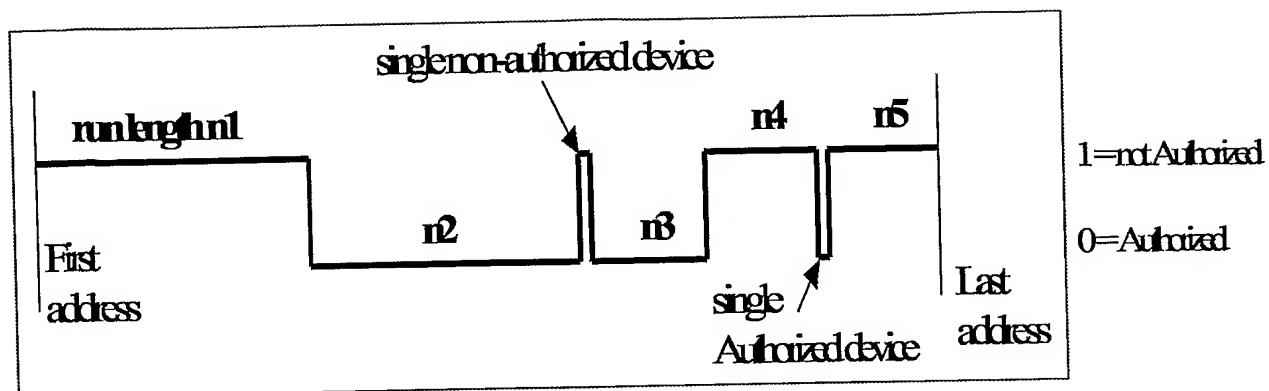 single non-authorized device
run length n1
n4
n5
1=not Authorized
n2
n3
0=Authorized
First
address
single
Authorized device
Last
address